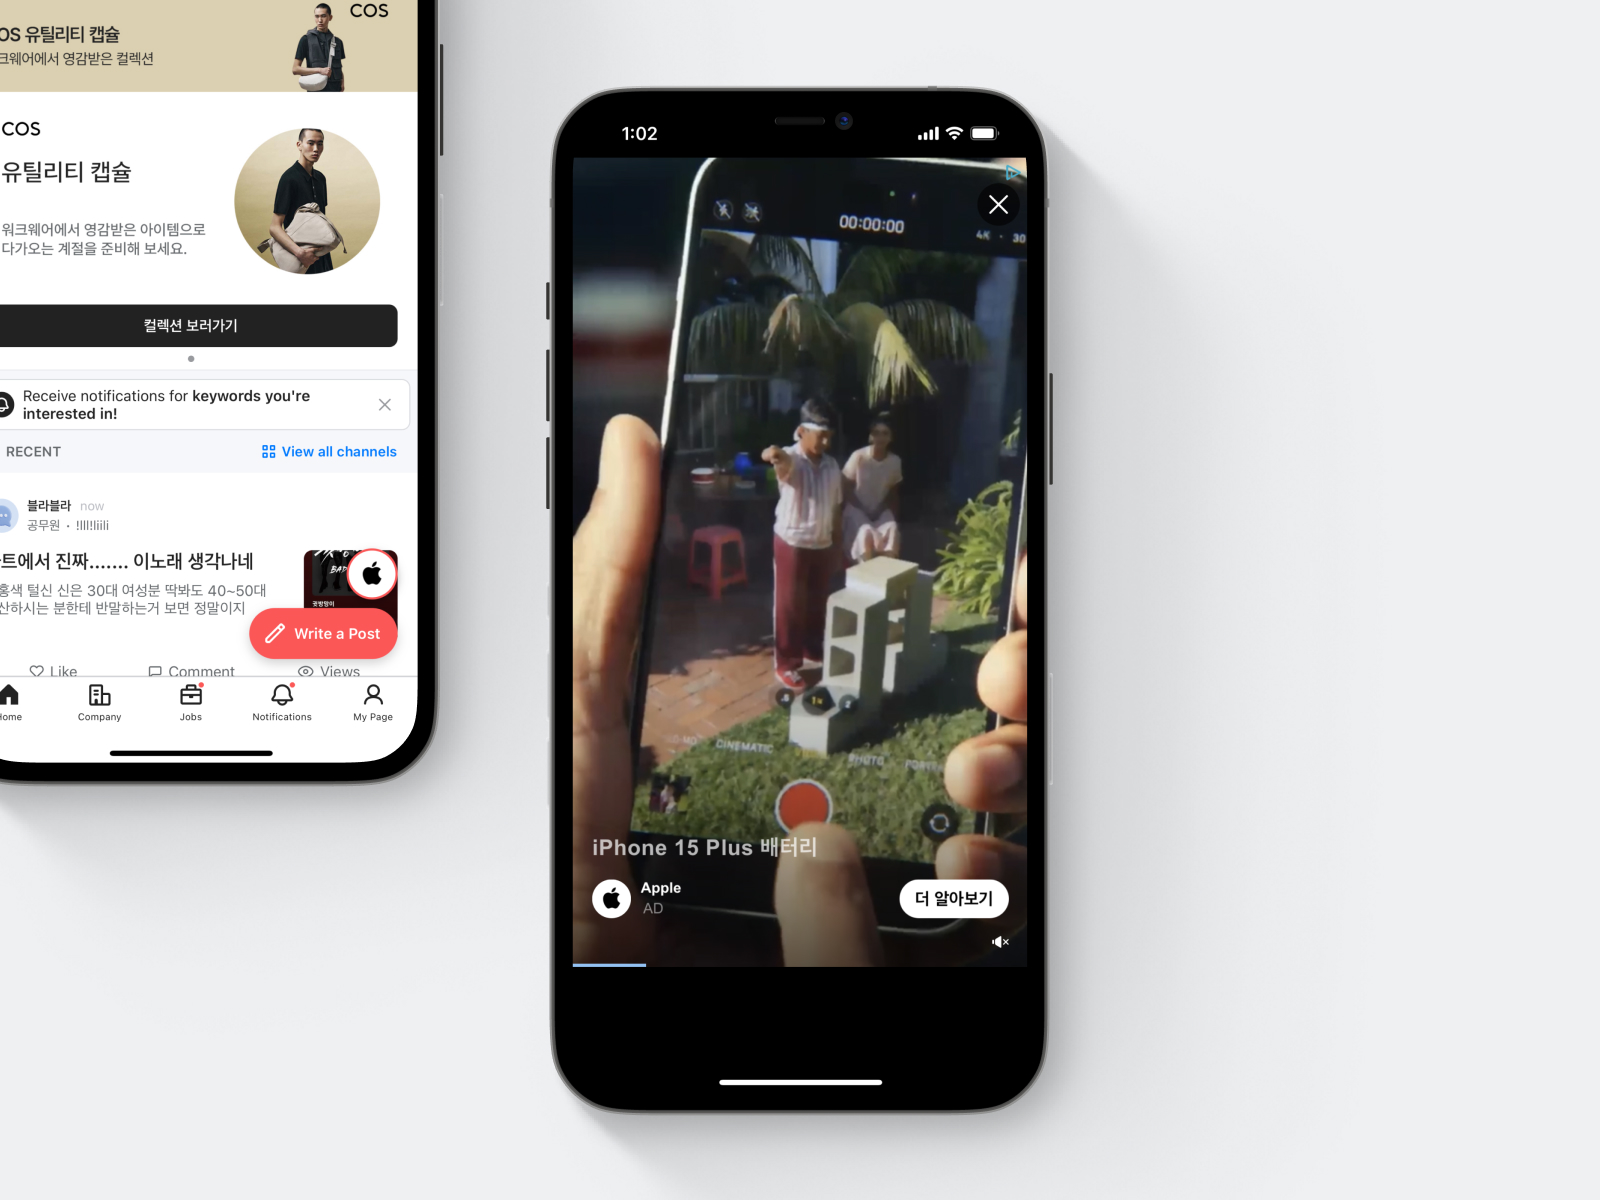 COS
OS 유틸리티 캡슐
크웨어에서 영감받은 컬렉션
COS
유틸리티 캡슐
워크웨어에서 영감받은 아이템으로
다가오는 계절을 준비해 보세요.
컬렉션 보러가기
Receive notifications for keywords you're
interested in!
RECENT
View all channels
블라블라 now
공무원 · !lll!liili
트에서 진짜....... 이노래 생각나네
홍색 털신 신은 30대 여성분 딱봐도 40~50대
산하시는 분한테 반말하는거 보면 정말이지
BAD
Write a Post
Like
Comment
Views
Home
Company
Jobs
Notifications
My Page
1:02
00:00:00
4K · 30
.5 1× 2
CINEMATIC
PHOTO
iPhone 15 Plus 배터리
Apple
AD
더 알아보기